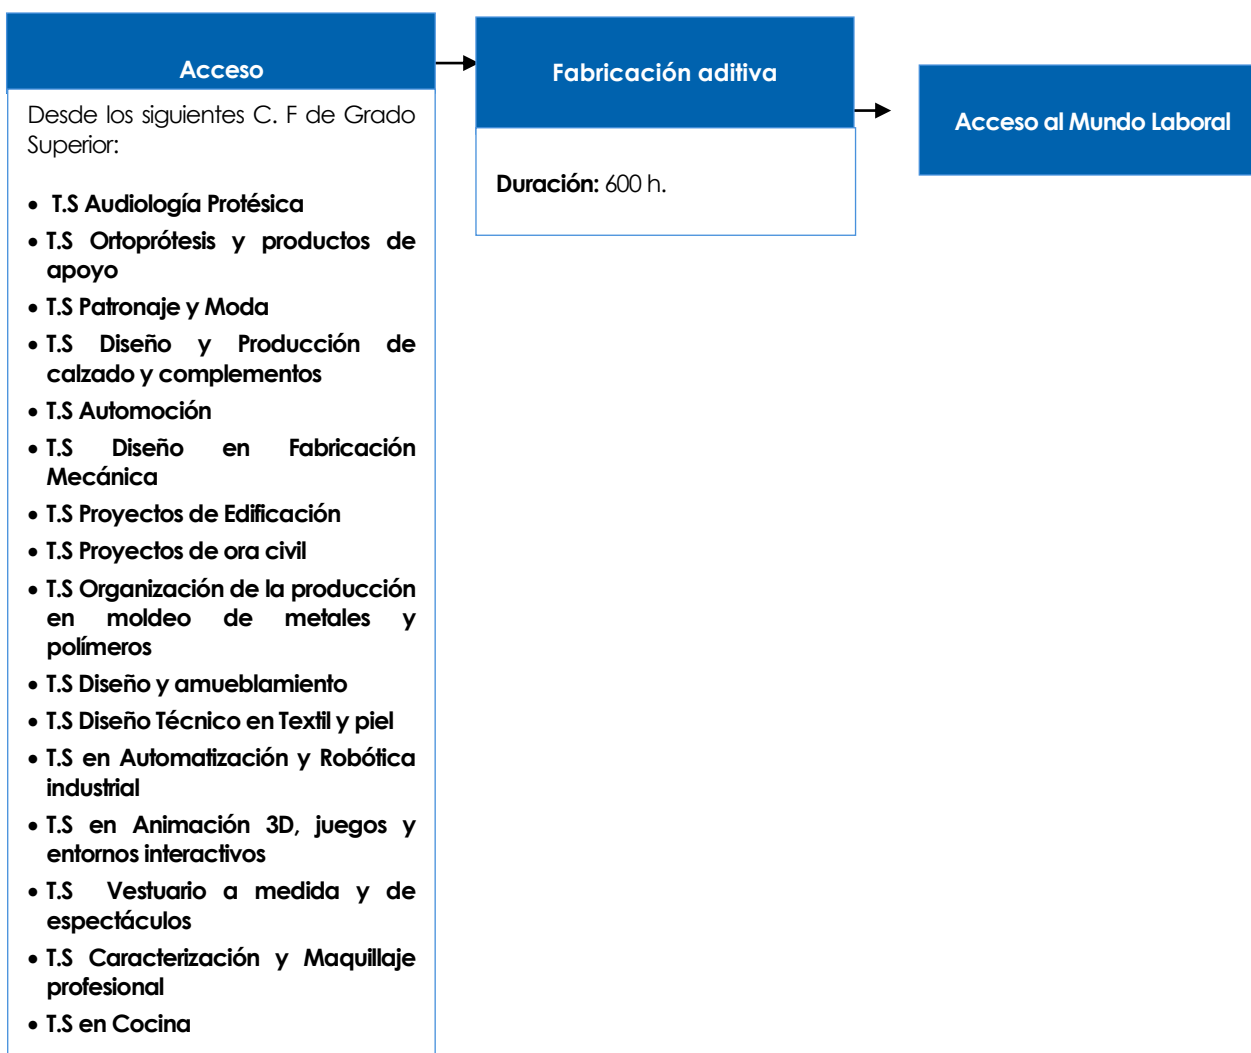 Acceso
Desde los siguientes C. F de Grado
Superior:
• T.S Audiología Protésica
• T.S Ortoprótesis y productos de
apoyo
• T.S Patronaje y Moda
• T.S Diseño y Producción de
calzado y complementos
• T.S Automoción
• T.S Diseño en Fabricación
Mecánica
• T.S Proyectos de Edificación
• T.S Proyectos de ora civil
• T.S Organización de la producción
en moldeo de metales y
polímeros
• T.S Diseño y amueblamiento
• T.S Diseño Técnico en Textil y piel
• T.S en Automatización y Robótica
industrial
• T.S en Animación 3D, juegos y
entornos interactivos
• T.S Vestuario a medida y de
espectáculos
• T.S Caracterización y Maquillaje
profesional
• T.S en Cocina
Fabricación aditiva
Duración: 600 h.
Acceso al Mundo Laboral